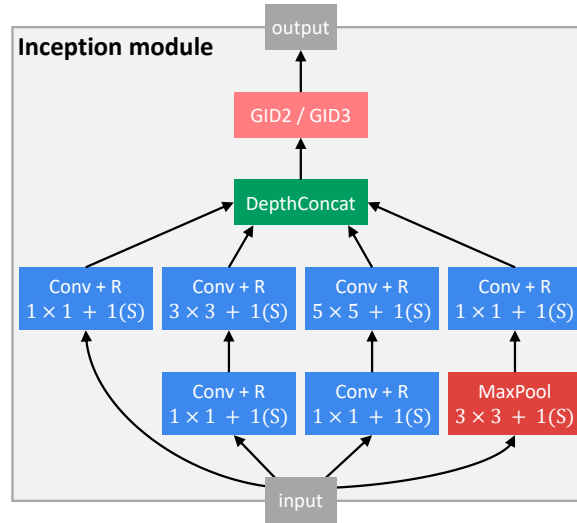 output
Inception module
GID2 / GID3
DepthConcat
Conv + R
1 × 1 + 1(S)
Conv + R
3 × 3 + 1(S)
Conv + R
5 × 5 + 1(S)
Conv + R
1 × 1 + 1(S)
Conv + R
1 × 1 + 1(S)
Conv + R
1 × 1 + 1(S)
MaxPool
3 × 3 + 1(S)
input